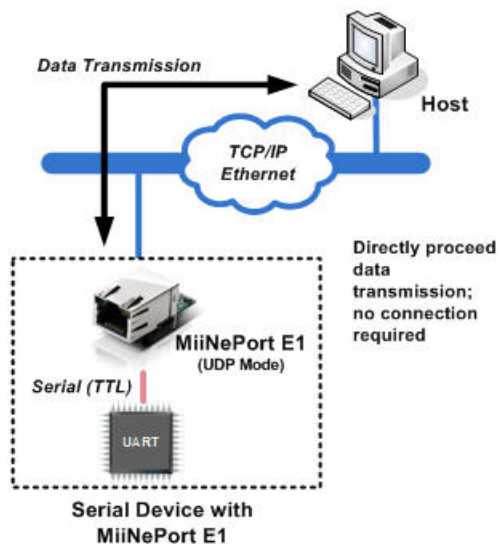 Data Transmission
Host
TCP/IP
Ethernet
Directly proceed
data
transmission;
no connection
required
MiiNePort E1
(UDP Mode)
Serial (TTL)
UART
Serial Device with
MiiNePort E1